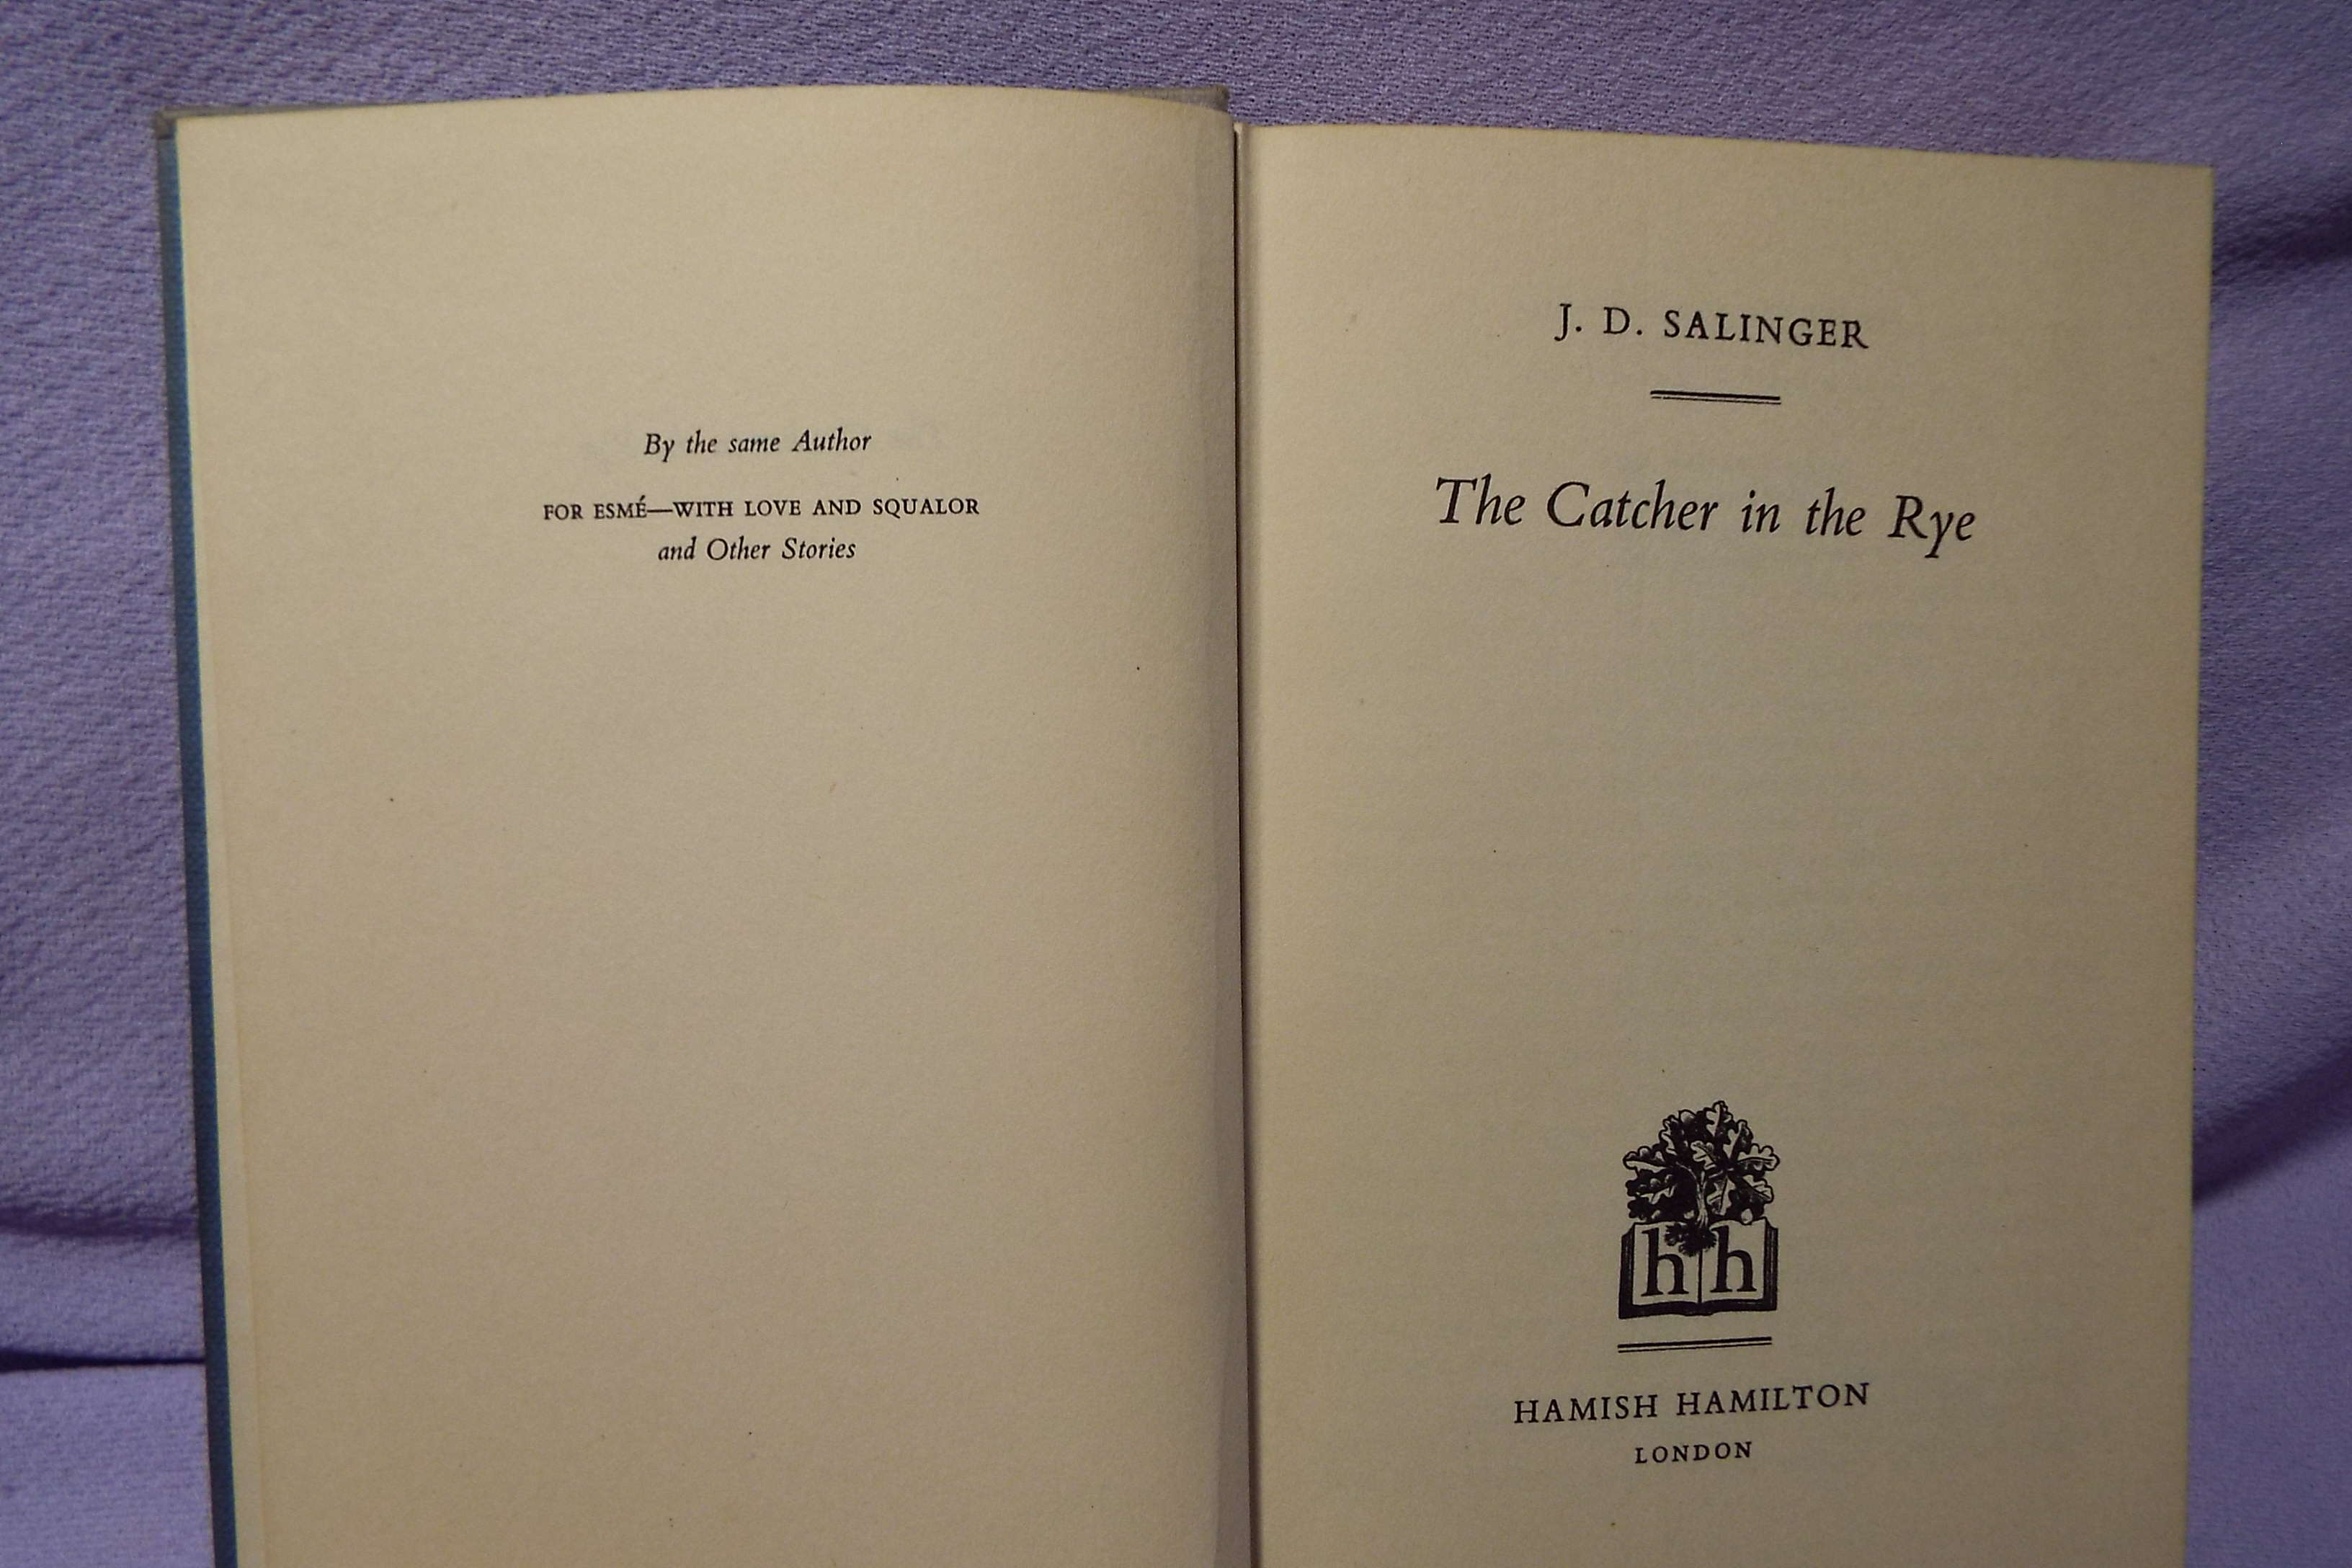 By the same Author
FOR ESMÉ—WITH LOVE AND SQUALOR
and Other Stories
J. D. SALINGER
The Catcher in the Rye
h h
HAMISH HAMILTON
LONDON